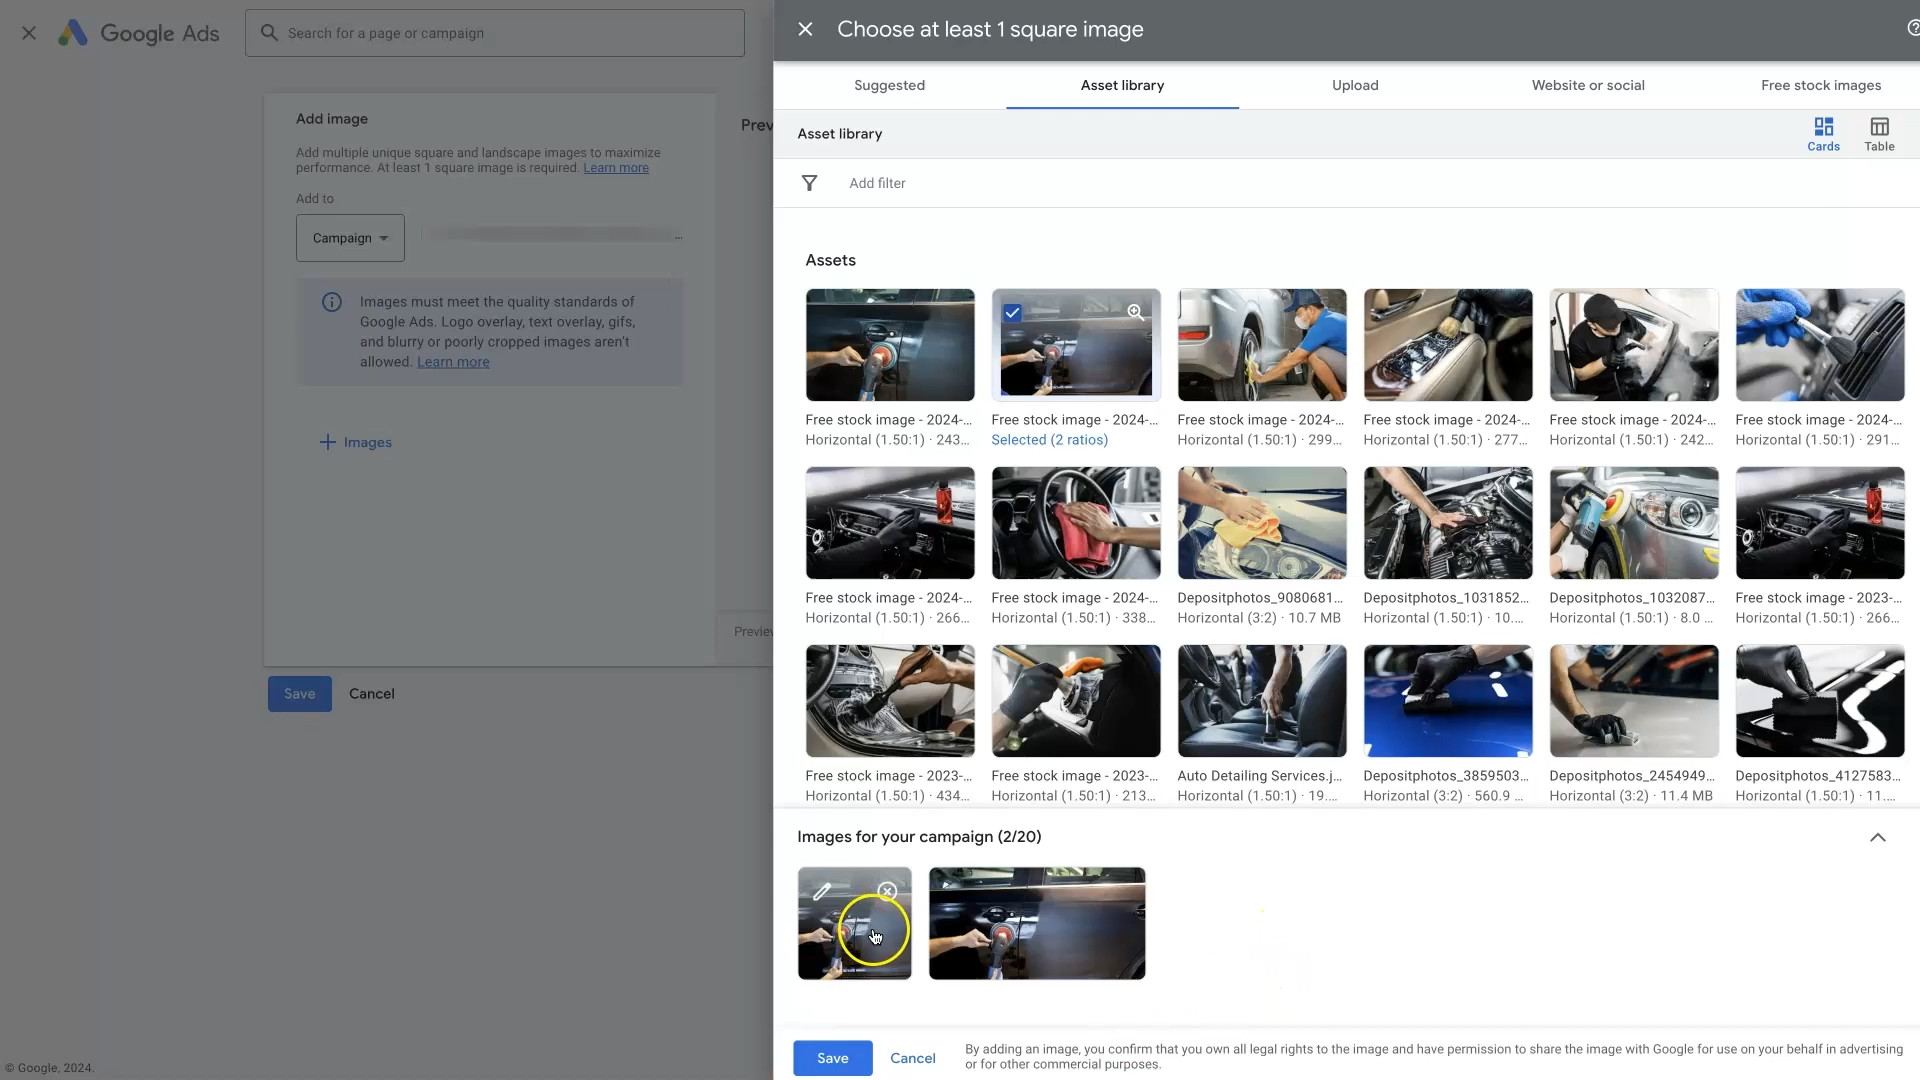 Google Ads
Search for a page or campaign
Choose at least 1 square image
Suggested
Asset library
Upload
Website or social
Free stock images
Add image
Add multiple unique square and landscape images to maximize
performance. At least 1 square image is required. Learn more
Add to
Campaign
...
Images must meet the quality standards of
Google Ads. Logo overlay, text overlay, gifs,
and blurry or poorly cropped images aren't
allowed. Learn more
+ Images
Save
Cancel
Asset library
Cards
Table
Add filter
Assets
Free stock image - 2024-...
Horizontal (1.50:1) · 243...
Free stock image - 2024-...
Selected (2 ratios)
Free stock image - 2024-...
Horizontal (1.50:1) · 299...
Free stock image - 2024-...
Horizontal (1.50:1) · 277...
Free stock image - 2024-...
Horizontal (1.50:1) · 242...
Free stock image - 2024-...
Horizontal (1.50:1) · 291...
Free stock image - 2024-...
Horizontal (1.50:1) · 266...
Free stock image - 2024-...
Horizontal (1.50:1) · 338...
Depositphotos_9080681...
Horizontal (3:2) · 10.7 MB
Depositphotos_1031852...
Horizontal (1.50:1) · 10....
Depositphotos_1032087...
Horizontal (1.50:1) · 8.0 ...
Free stock image - 2023-...
Horizontal (1.50:1) · 266...
Free stock image - 2023-...
Horizontal (1.50:1) · 434...
Free stock image - 2023-...
Horizontal (1.50:1) · 213...
Auto Detailing Services.j...
Horizontal (1.50:1) · 19....
Depositphotos_3859503...
Horizontal (3:2) · 560.9 ...
Depositphotos_2454949...
Horizontal (3:2) · 11.4 MB
Depositphotos_4127583...
Horizontal (1.50:1) · 11....
Images for your campaign (2/20)
Save
Cancel
By adding an image, you confirm that you own all legal rights to the image and have permission to share the image with Google for use on your behalf in advertising
or for other commercial purposes.
© Google, 2024.